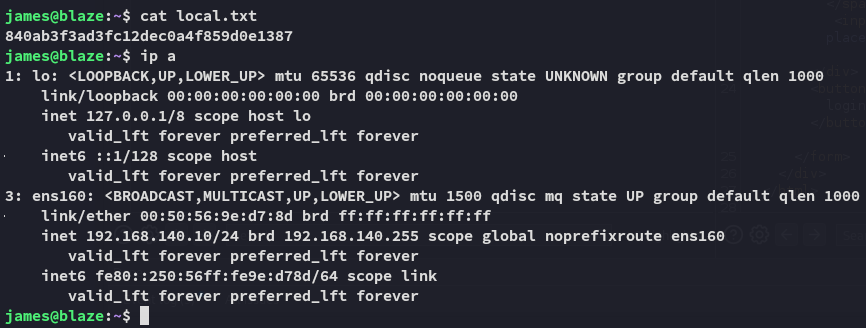 james@blaze:~$ cat local.txt
840ab3f3ad3fc12dec0a4f859d0e1387
james@blaze:~$ ip a
1: lo: <LOOPBACK,UP,LOWER_UP> mtu 65536 qdisc noqueue state UNKNOWN group default qlen 1000
    link/loopback 00:00:00:00:00:00 brd 00:00:00:00:00:00
    inet 127.0.0.1/8 scope host lo
       valid_lft forever preferred_lft forever
    inet6 ::1/128 scope host
       valid_lft forever preferred_lft forever
3: ens160: <BROADCAST,MULTICAST,UP,LOWER_UP> mtu 1500 qdisc mq state UP group default qlen 1000
    link/ether 00:50:56:9e:d7:8d brd ff:ff:ff:ff:ff:ff
    inet 192.168.140.10/24 brd 192.168.140.255 scope global noprefixroute ens160
       valid_lft forever preferred_lft forever
    inet6 fe80::250:56ff:fe9e:d78d/64 scope link
       valid_lft forever preferred_lft forever
james@blaze:~$